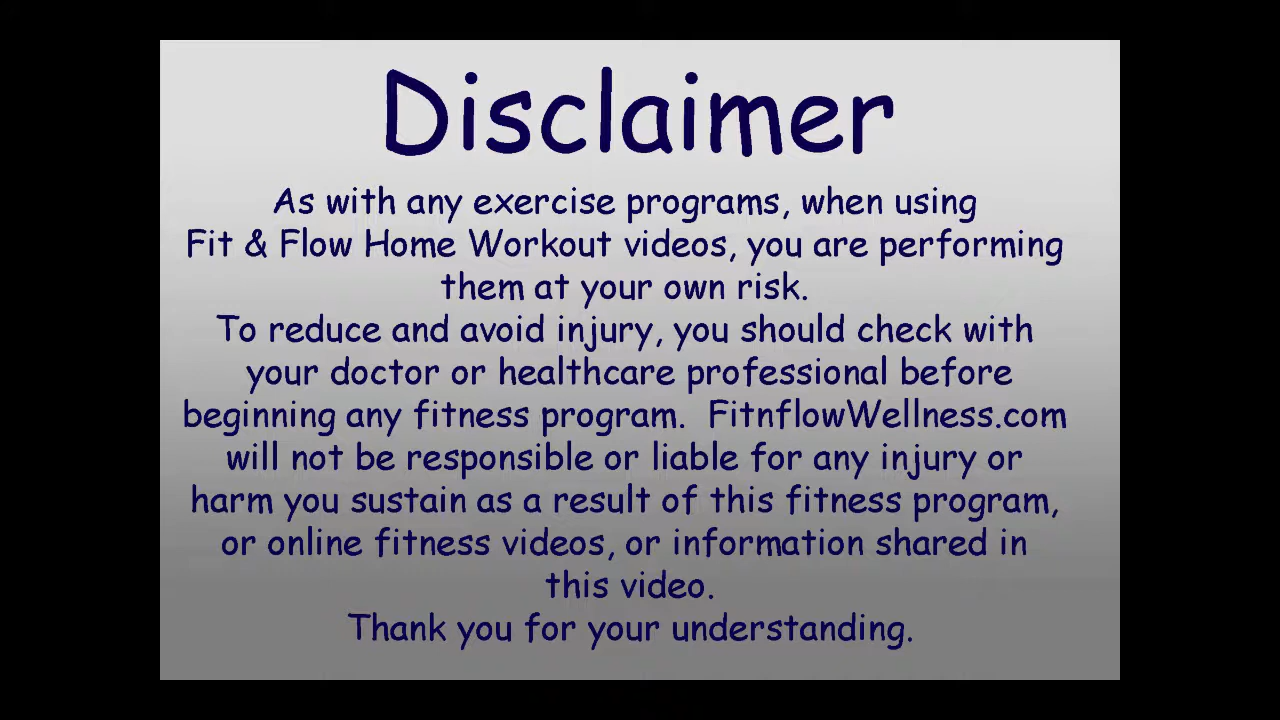 Disclaimer
As with any exercise programs, when using
Fit & Flow Home Workout videos, you are performing
them at your own risk.
To reduce and avoid injury, you should check with
your doctor or healthcare professional before
beginning any fitness program.  FitnflowWellness.com
will not be responsible or liable for any injury or
harm you sustain as a result of this fitness program,
or online fitness videos, or information shared in
this video.
Thank you for your understanding.